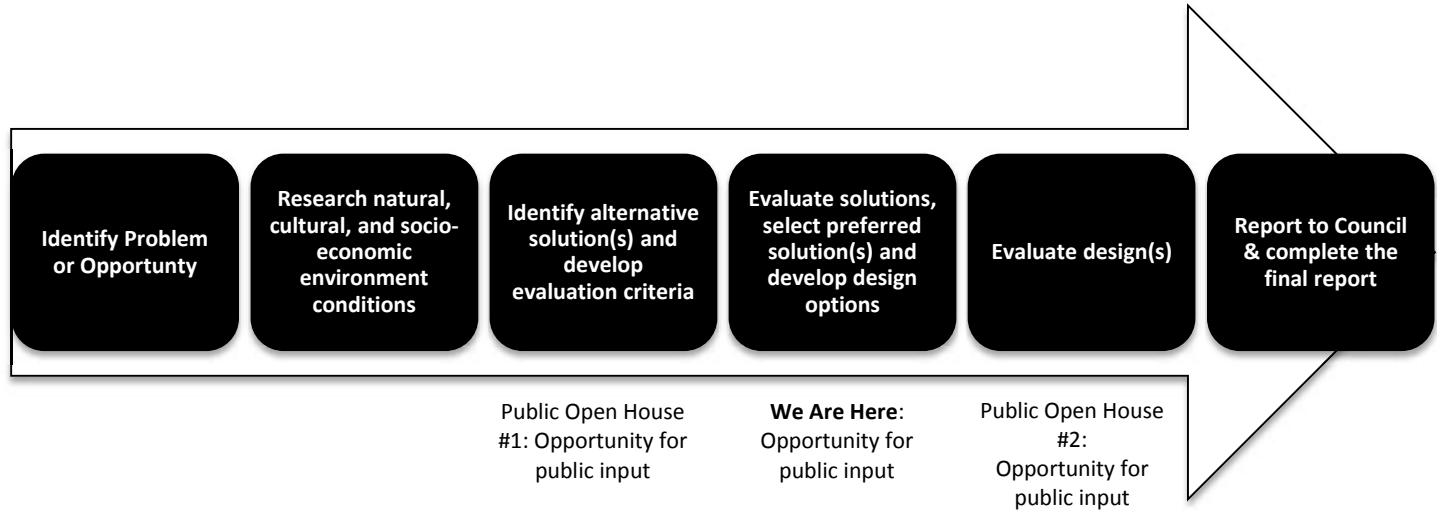 Identify Problem
or Opportunty
Research natural,
cultural, and socio-
economic
environment
conditions
Identify alternative
solution(s) and
develop
evaluation criteria
Evaluate solutions,
select preferred
solution(s) and
develop design
options
Evaluate design(s)
Report to Council
& complete the
final report
Public Open House
#1: Opportunity for
public input
We Are Here:
Opportunity for
public input
Public Open House
#2:
Opportunity for
public input